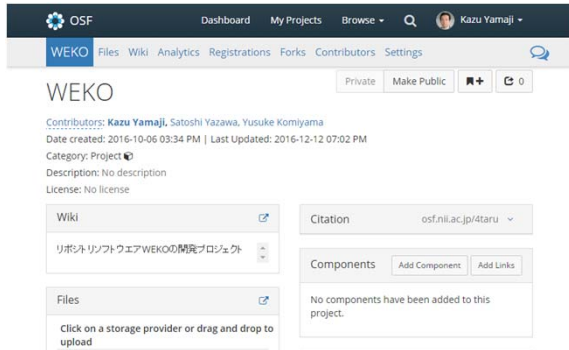 OSF Dashboard My Projects Browse Kazu Yamaji
WEKO Files Wiki Analytics Registrations Forks Contributors Settings
WEKO
Private Make Public + 0
Contributors: Kazu Yamaji, Satoshi Yazawa, Yusuke Komiyama
Date created: 2016-10-06 03:34 PM | Last Updated: 2016-12-12 07:02 PM
Category: Project
Description: No description
License: No license
Wiki
リポジトリソフトウエアWEKOの開発プロジェクト
Files
Click on a storage provider or drag and drop to
upload
Citation osf.nii.ac.jp/4taru
Components Add Component Add Links
No components have been added to this
project.